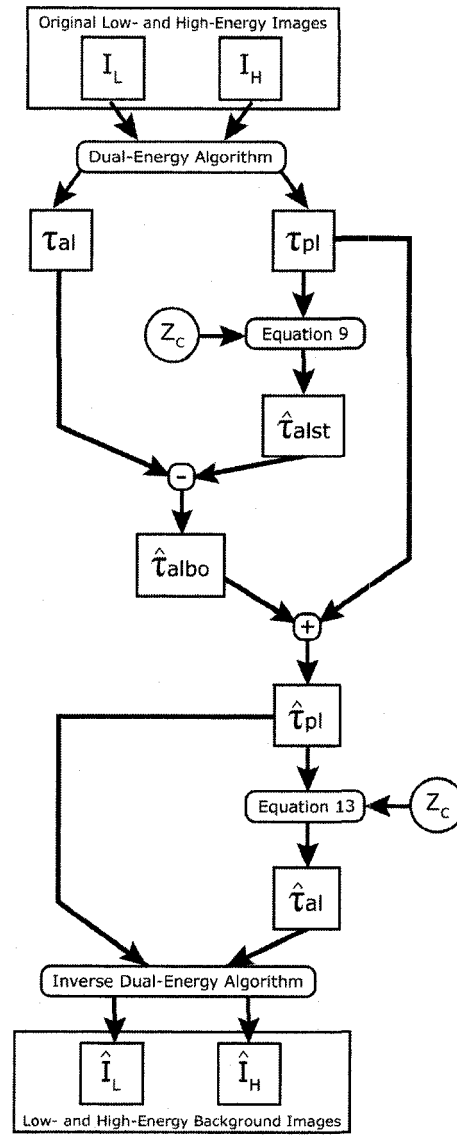 Original Low- and High-Energy Images
I_L I_H
Dual-Energy Algorithm
τal τpl
Z_C Equation 9
τ̂alst
-
τ̂albo
+
τ̂pl
Equation 13 Z_C
τ̂al
Inverse Dual-Energy Algorithm
Î_L Î_H
Low- and High-Energy Background Images